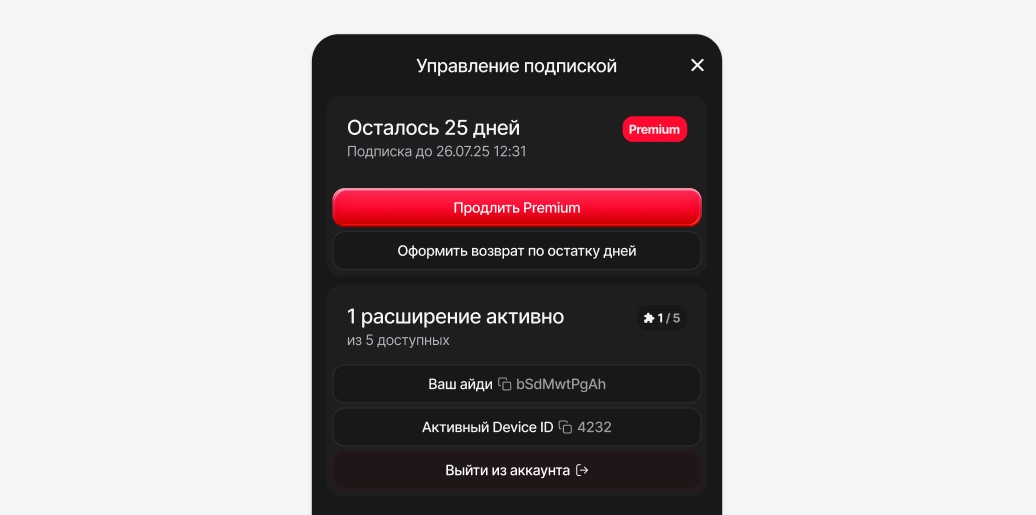 Управление подпиской
Осталось 25 дней
Premium
Подписка до 26.07.25 12:31
Продлить Premium
Оформить возврат по остатку дней
1 расширение активно
1 / 5
из 5 доступных
Ваш айди bSdMwtPgAh
Активный Device ID 4232
Выйти из аккаунта